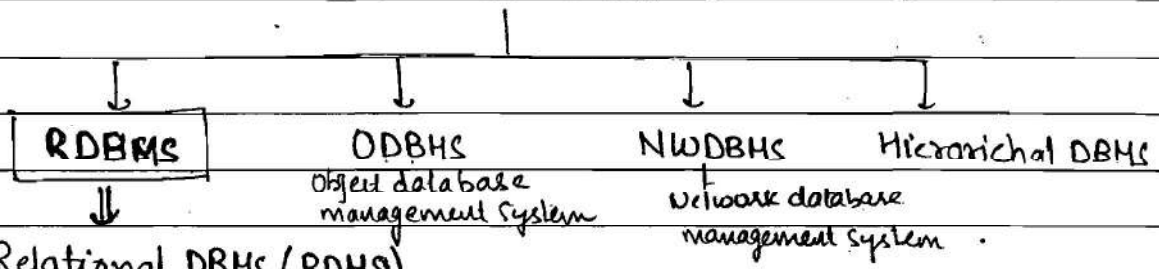 RDBMS ODBMS NWDBMS Hierarichal DBMS
Object database
management system
Network database
management system .
Relational DBMS (RDMS)